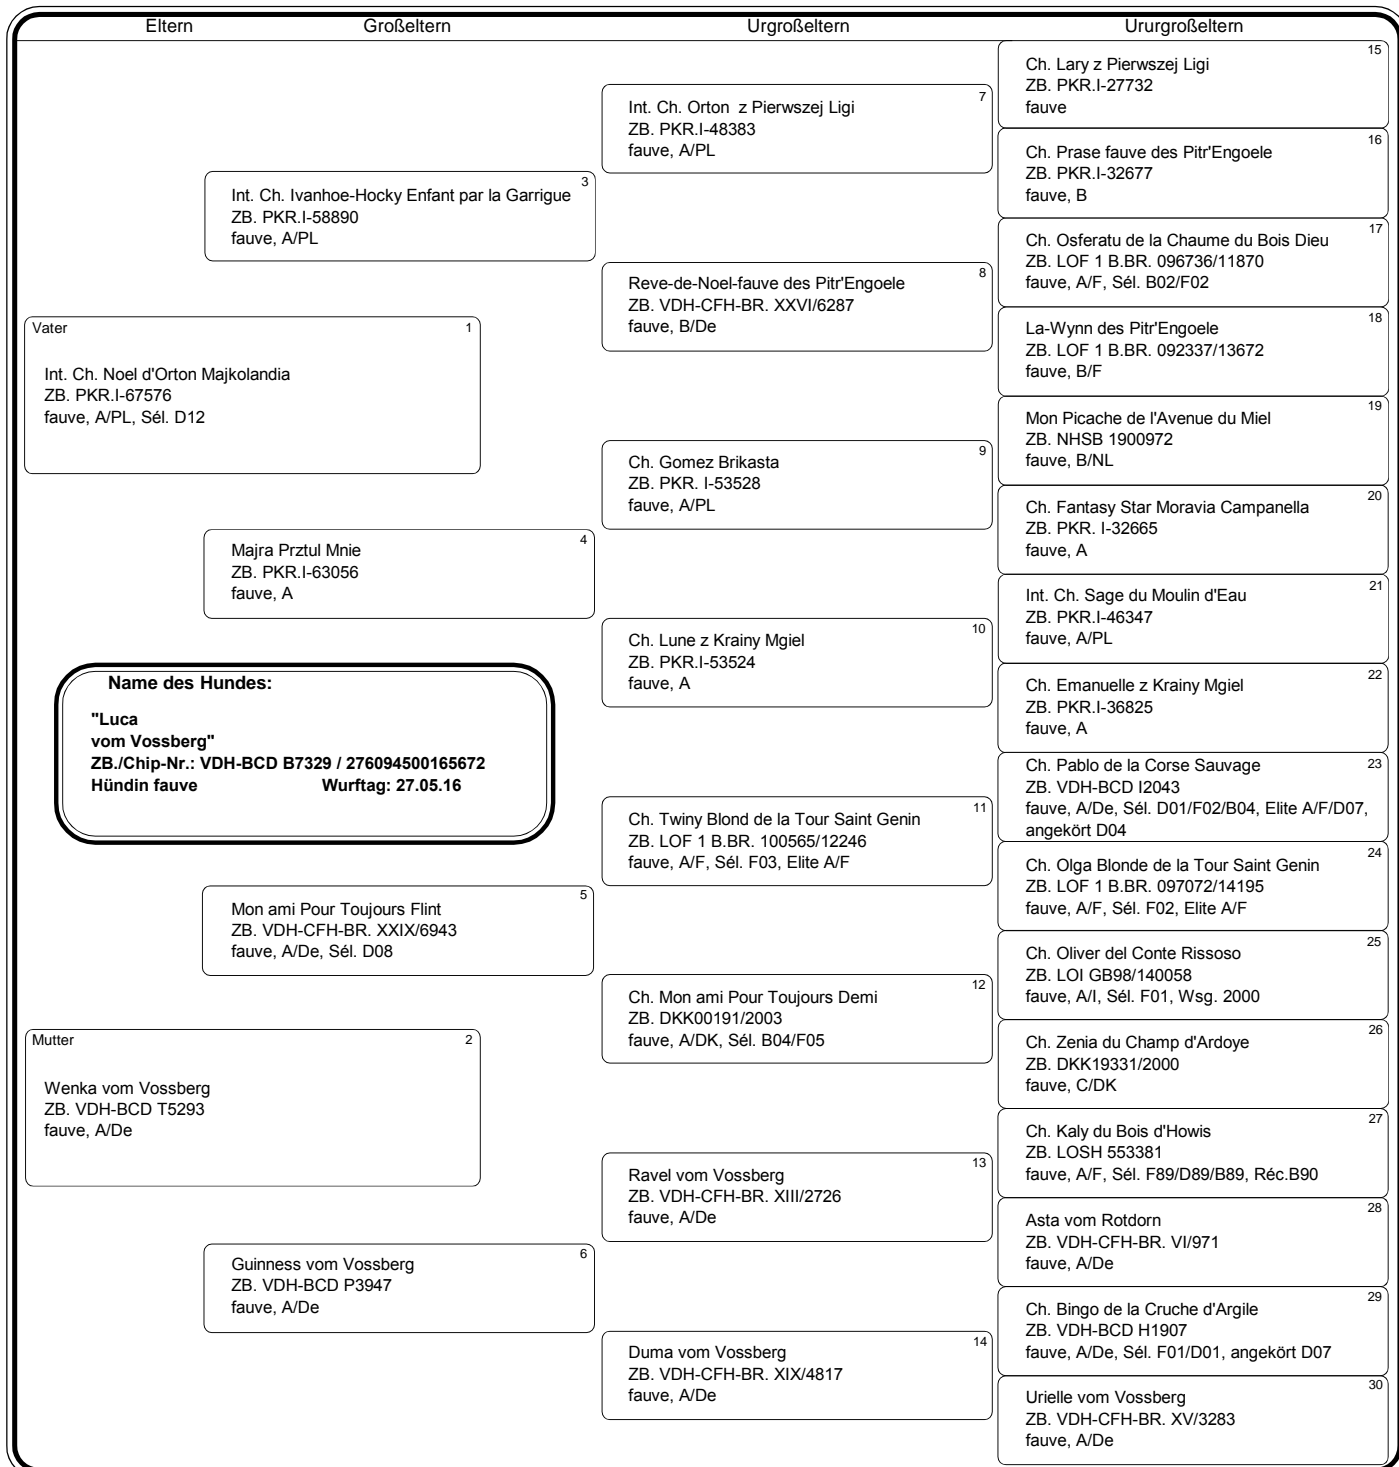 Eltern Großeltern Urgroßeltern Ururgroßeltern
Vater 1
Int. Ch. Noel d'Orton Majkolandia
ZB. PKR.I-67576
fauve, A/PL, Sél. D12
Mutter 2
Wenka vom Vossberg
ZB. VDH-BCD T5293
fauve, A/De
3
Int. Ch. Ivanhoe-Hocky Enfant par la Garrigue
ZB. PKR.I-58890
fauve, A/PL
4
Majra Prztul Mnie
ZB. PKR.I-63056
fauve, A
Name des Hundes:
"Luca
vom Vossberg"
ZB./Chip-Nr.: VDH-BCD B7329 / 276094500165672
Hündin fauve Wurftag: 27.05.16
5
Mon ami Pour Toujours Flint
ZB. VDH-CFH-BR. XXIX/6943
fauve, A/De, Sél. D08
6
Guinness vom Vossberg
ZB. VDH-BCD P3947
fauve, A/De
7
Int. Ch. Orton z Pierwszej Ligi
ZB. PKR.I-48383
fauve, A/PL
8
Reve-de-Noel-fauve des Pitr'Engoele
ZB. VDH-CFH-BR. XXVI/6287
fauve, B/De
9
Ch. Gomez Brikasta
ZB. PKR. I-53528
fauve, A/PL
10
Ch. Lune z Krainy Mgiel
ZB. PKR.I-53524
fauve, A
11
Ch. Twiny Blond de la Tour Saint Genin
ZB. LOF 1 B.BR. 100565/12246
fauve, A/F, Sél. F03, Elite A/F
12
Ch. Mon ami Pour Toujours Demi
ZB. DKK00191/2003
fauve, A/DK, Sél. B04/F05
13
Ravel vom Vossberg
ZB. VDH-CFH-BR. XIII/2726
fauve, A/De
14
Duma vom Vossberg
ZB. VDH-CFH-BR. XIX/4817
fauve, A/De
15
Ch. Lary z Pierwszej Ligi
ZB. PKR.I-27732
fauve
16
Ch. Prase fauve des Pitr'Engoele
ZB. PKR.I-32677
fauve, B
17
Ch. Osferatu de la Chaume du Bois Dieu
ZB. LOF 1 B.BR. 096736/11870
fauve, A/F, Sél. B02/F02
18
La-Wynn des Pitr'Engoele
ZB. LOF 1 B.BR. 092337/13672
fauve, B/F
19
Mon Picache de l'Avenue du Miel
ZB. NHSB 1900972
fauve, B/NL
20
Ch. Fantasy Star Moravia Campanella
ZB. PKR. I-32665
fauve, A
21
Int. Ch. Sage du Moulin d'Eau
ZB. PKR.I-46347
fauve, A/PL
22
Ch. Emanuelle z Krainy Mgiel
ZB. PKR.I-36825
fauve, A
23
Ch. Pablo de la Corse Sauvage
ZB. VDH-BCD I2043
fauve, A/De, Sél. D01/F02/B04, Elite A/F/D07,
angekört D04
24
Ch. Olga Blonde de la Tour Saint Genin
ZB. LOF 1 B.BR. 097072/14195
fauve, A/F, Sél. F02, Elite A/F
25
Ch. Oliver del Conte Rissoso
ZB. LOI GB98/140058
fauve, A/I, Sél. F01, Wsg. 2000
26
Ch. Zenia du Champ d'Ardoye
ZB. DKK19331/2000
fauve, C/DK
27
Ch. Kaly du Bois d'Howis
ZB. LOSH 553381
fauve, A/F, Sél. F89/D89/B89, Réc.B90
28
Asta vom Rotdorn
ZB. VDH-CFH-BR. VI/971
fauve, A/De
29
Ch. Bingo de la Cruche d'Argile
ZB. VDH-BCD H1907
fauve, A/De, Sél. F01/D01, angekört D07
30
Urielle vom Vossberg
ZB. VDH-CFH-BR. XV/3283
fauve, A/De